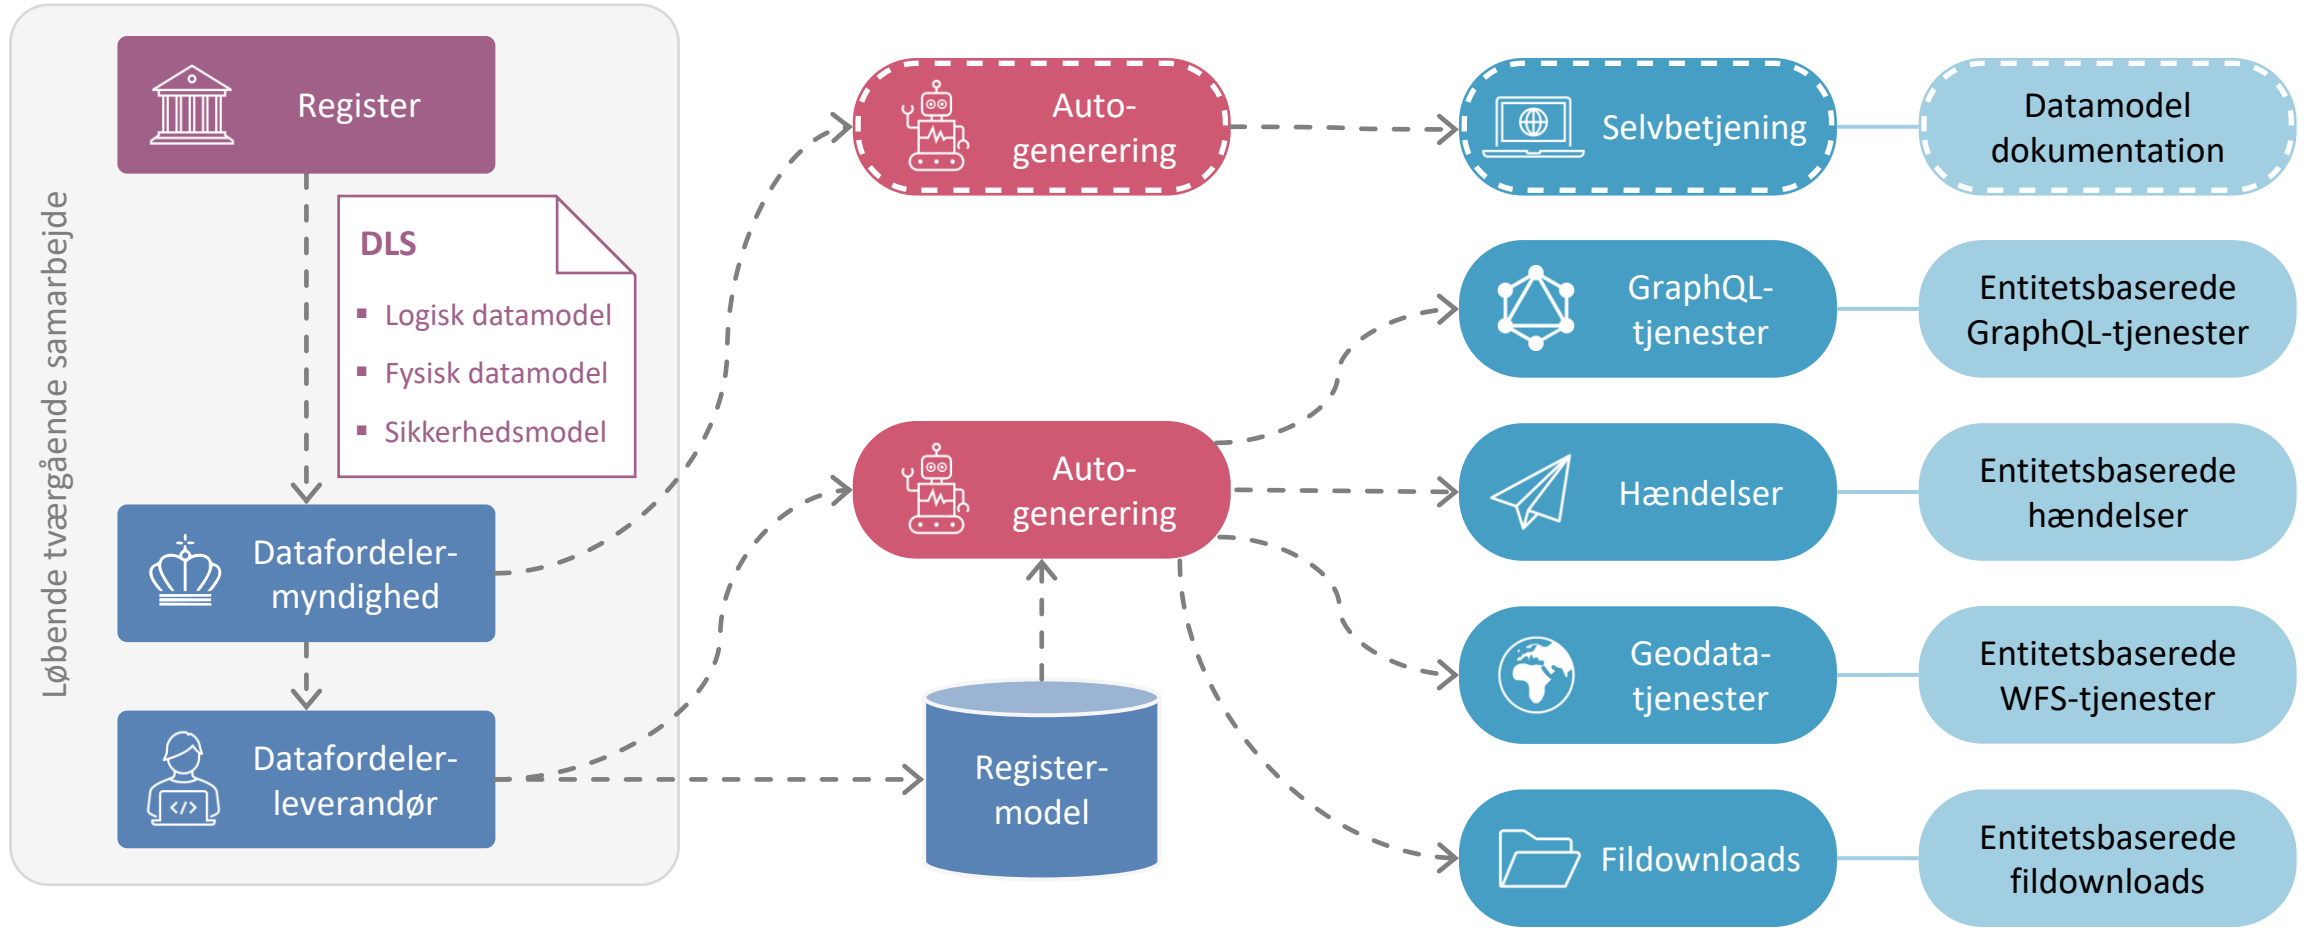 Løbende tværgående samarbejde
Register
DLS
▪ Logisk datamodel
▪ Fysisk datamodel
▪ Sikkerhedsmodel
Datafordeler-
myndighed
Datafordeler-
leverandør
</>
Auto-
generering
Auto-
generering
Register-
model
Selvbetjening
Datamodel
dokumentation
GraphQL-
tjenester
Entitetsbaserede
GraphQL-tjenester
Hændelser
Entitetsbaserede
hændelser
Geodata-
tjenester
Entitetsbaserede
WFS-tjenester
Fildownloads
Entitetsbaserede
fildownloads